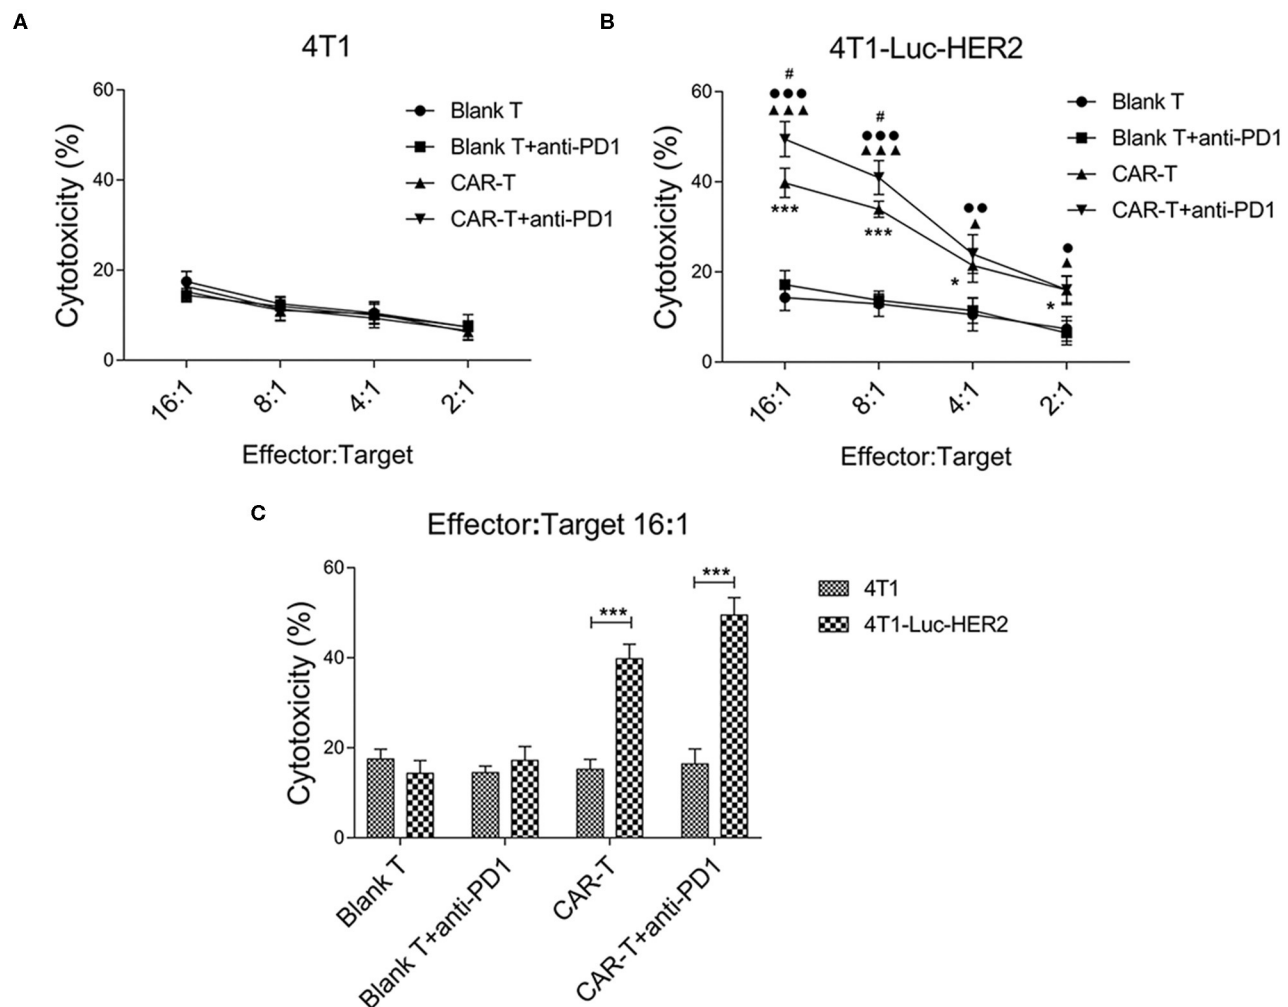 A
4T1
60
40
20
0
Cytotoxicity (%)
Blank T
Blank T+anti-PD1
CAR-T
CAR-T+anti-PD1
16:1
8:1
4:1
2:1
Effector:Target
B
4T1-Luc-HER2
60
40
20
0
Cytotoxicity (%)
#
#
***
***
*
*
Blank T
Blank T+anti-PD1
CAR-T
CAR-T+anti-PD1
16:1
8:1
4:1
2:1
Effector:Target
C
Effector:Target 16:1
60
40
20
0
Cytotoxicity (%)
***
***
4T1
4T1-Luc-HER2
Blank T
Blank T+anti-PD1
CAR-T
CAR-T+anti-PD1